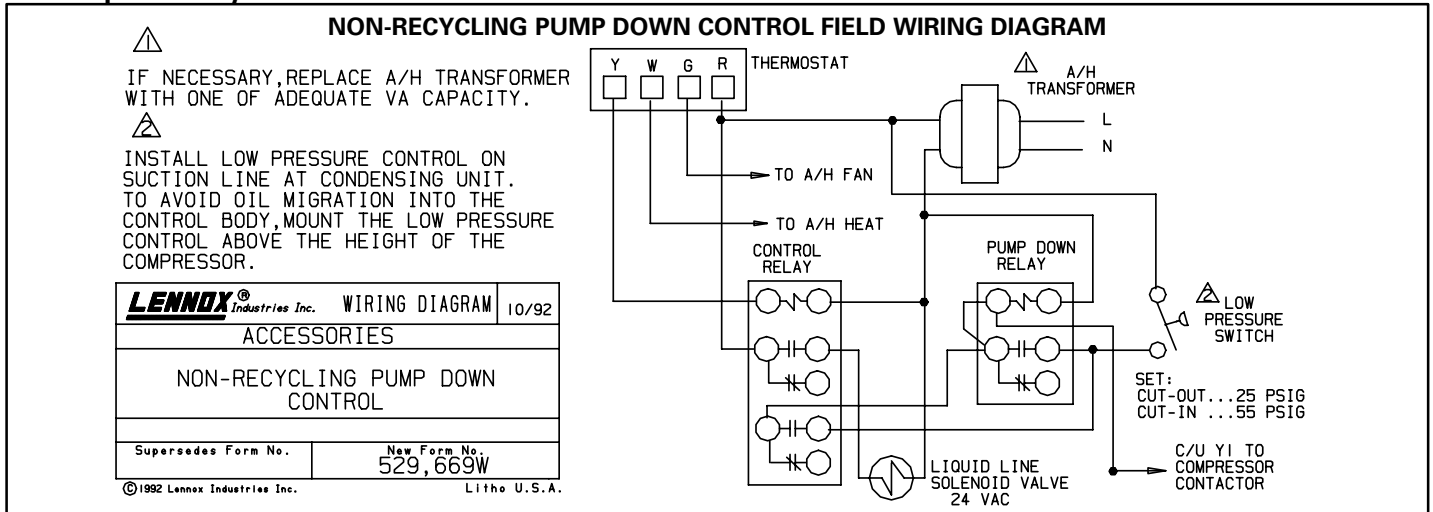 NON-RECYCLING PUMP DOWN CONTROL FIELD WIRING DIAGRAM
1
IF NECESSARY,REPLACE A/H TRANSFORMER
WITH ONE OF ADEQUATE VA CAPACITY.
2
INSTALL LOW PRESSURE CONTROL ON
SUCTION LINE AT CONDENSING UNIT.
TO AVOID OIL MIGRATION INTO THE
CONTROL BODY,MOUNT THE LOW PRESSURE
CONTROL ABOVE THE HEIGHT OF THE
COMPRESSOR.
LENNOX® Industries Inc. WIRING DIAGRAM 10/92
ACCESSORIES
NON-RECYCLING PUMP DOWN
CONTROL
Supersedes Form No. New Form No.
529,669W
©1992 Lennox Industries Inc. Litho U.S.A.
Y W G R THERMOSTAT
1 A/H
TRANSFORMER
L
N
TO A/H FAN
TO A/H HEAT
CONTROL
RELAY
PUMP DOWN
RELAY
2 LOW
PRESSURE
SWITCH
SET:
CUT-OUT...25 PSIG
CUT-IN ...55 PSIG
LIQUID LINE
SOLENOID VALVE
24 VAC
C/U Y1 TO
COMPRESSOR
CONTACTOR